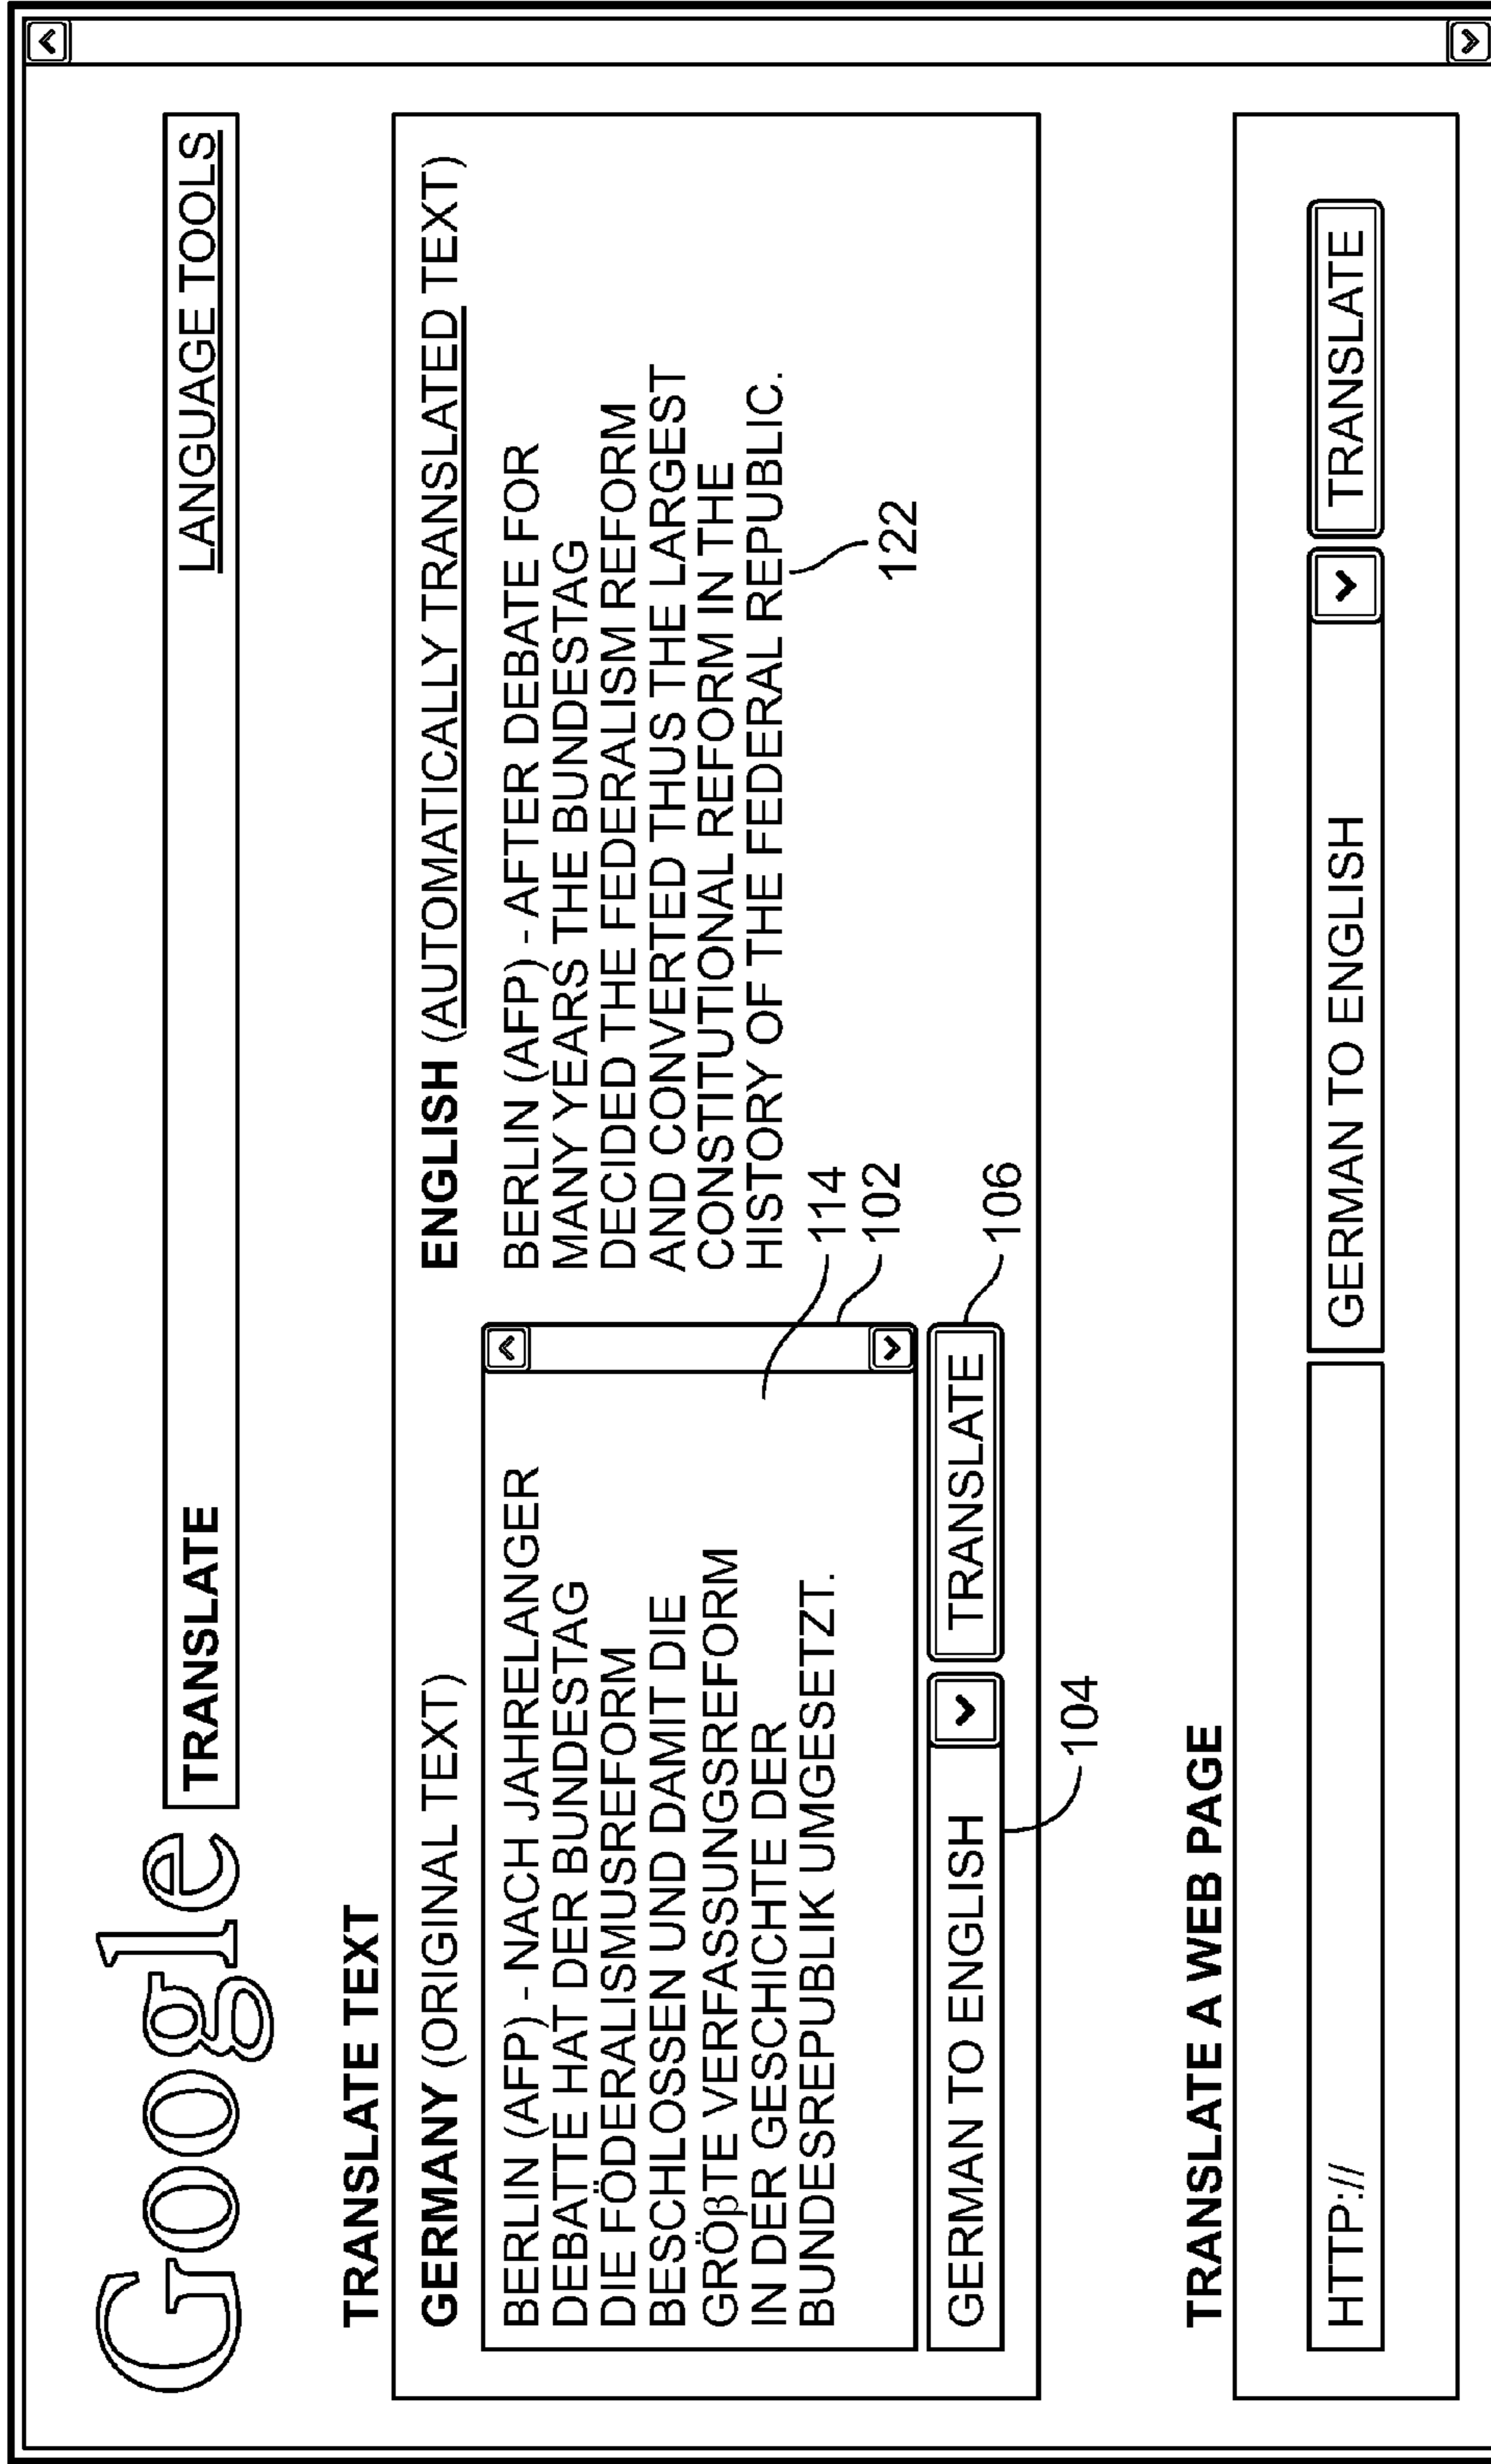 Google
TRANSLATE
LANGUAGE TOOLS
TRANSLATE TEXT
GERMANY (ORIGINAL TEXT)
BERLIN (AFP) - NACH JAHRELANGER
DEBATTE HAT DER BUNDESTAG
DIE FÖDERALISMUSREFORM
BESCHLOSSEN UND DAMIT DIE
GRÖβTE VERFASSUNGSREFORM
IN DER GESCHICHTE DER
BUNDESREPUBLIK UMGESETZT.
114
102
GERMAN TO ENGLISH
TRANSLATE
106
104
ENGLISH (AUTOMATICALLY TRANSLATED TEXT)
BERLIN (AFP) - AFTER DEBATE FOR
MANY YEARS THE BUNDESTAG
DECIDED THE FEDERALISM REFORM
AND CONVERTED THUS THE LARGEST
CONSTITUTIONAL REFORM IN THE
HISTORY OF THE FEDERAL REPUBLIC.
122
TRANSLATE A WEB PAGE
HTTP://
GERMAN TO ENGLISH
TRANSLATE